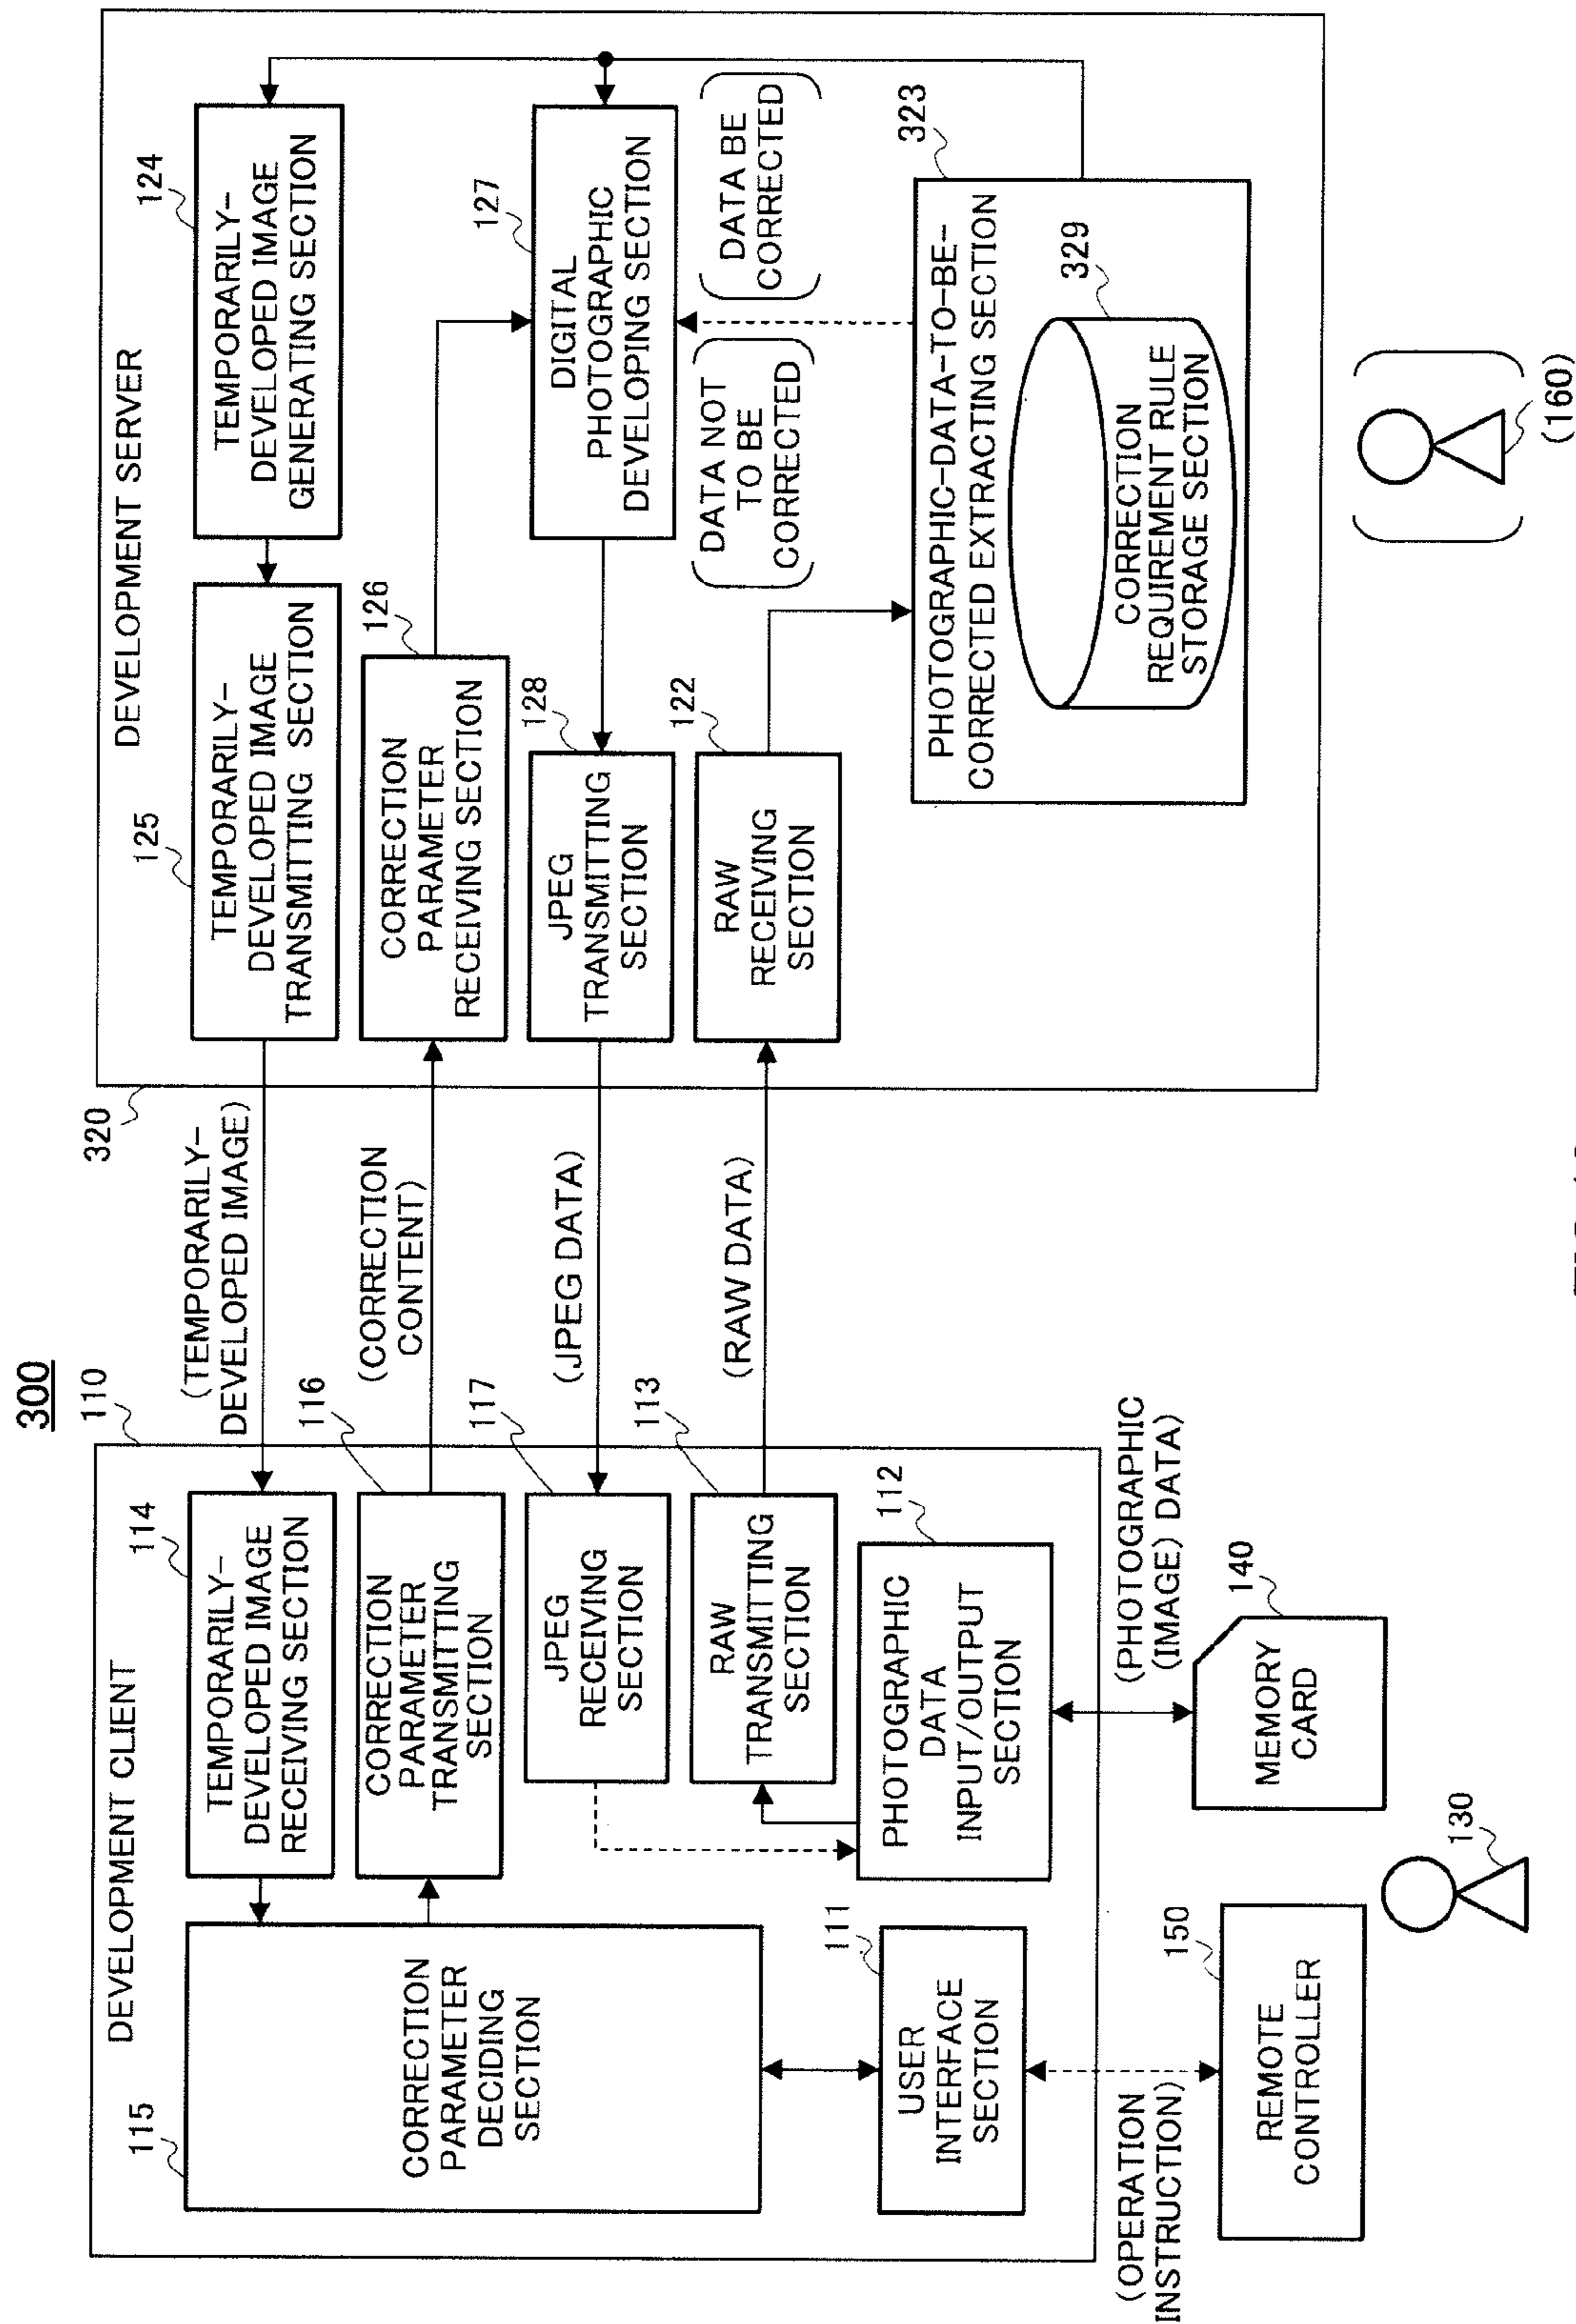 300
DEVELOPMENT CLIENT
110
115
CORRECTION
PARAMETER
DECIDING
SECTION
114
TEMPORARILY-
DEVELOPED IMAGE
RECEIVING SECTION
116
CORRECTION
PARAMETER
TRANSMITTING
SECTION
117
JPEG
RECEIVING
SECTION
113
RAW
TRANSMITTING
SECTION
112
PHOTOGRAPHIC
DATA
INPUT/OUTPUT
SECTION
111
USER
INTERFACE
SECTION
(OPERATION
INSTRUCTION)
150
REMOTE
CONTROLLER
130
(PHOTOGRAPHIC
(IMAGE) DATA)
140
MEMORY
CARD
(TEMPORARILY-
DEVELOPED IMAGE)
(CORRECTION
CONTENT)
(JPEG DATA)
(RAW DATA)
320
DEVELOPMENT SERVER
125
TEMPORARILY-
DEVELOPED IMAGE
TRANSMITTING SECTION
124
TEMPORARILY-
DEVELOPED IMAGE
GENERATING SECTION
126
CORRECTION
PARAMETER
RECEIVING SECTION
127
DIGITAL
PHOTOGRAPHIC
DEVELOPING SECTION
128
JPEG
TRANSMITTING
SECTION
122
RAW
RECEIVING
SECTION
(DATA NOT
TO BE
CORRECTED)
(DATA BE
CORRECTED)
323
PHOTOGRAPHIC-DATA-TO-BE-
CORRECTED EXTRACTING SECTION
329
CORRECTION
REQUIREMENT RULE
STORAGE SECTION
(160)